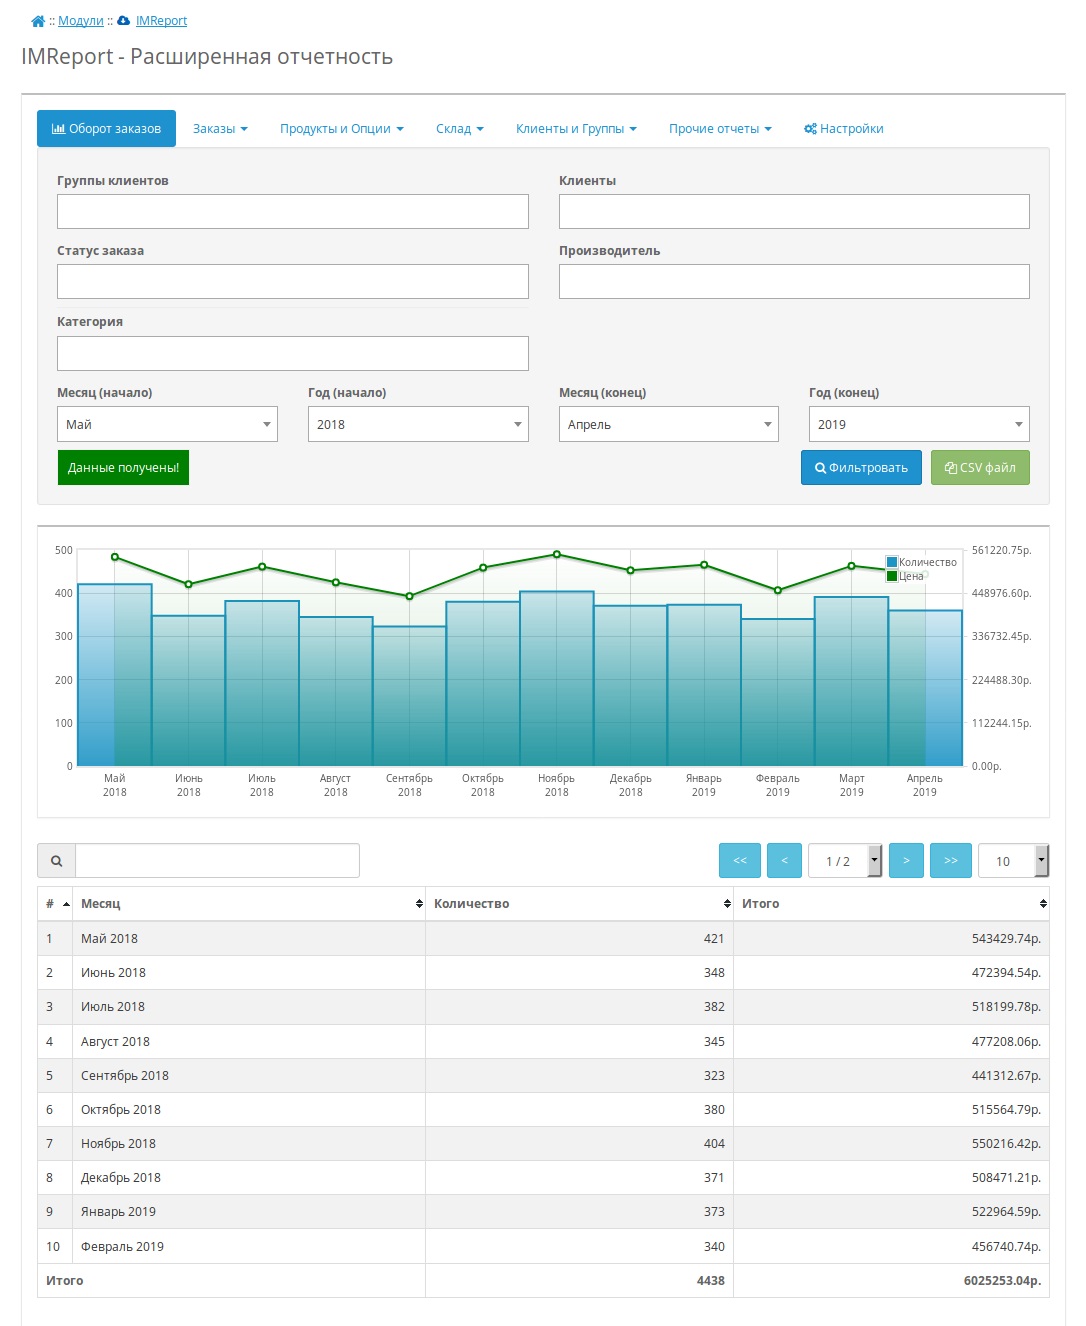 :: Модули :: IMReport
IMReport - Расширенная отчетность
Оборот заказов Заказы Продукты и Опции Склад Клиенты и Группы Прочие отчеты Настройки
Группы клиентов Клиенты
Статус заказа Производитель
Категория
Месяц (начало) Год (начало) Месяц (конец) Год (конец)
Май 2018 Апрель 2019
Данные получены! Фильтровать CSV файл
500 561220.75р.
Количество
Цена
400 448976.60р.
300 336732.45р.
200 224488.30р.
100 112244.15р.
0 0.00р.
Май Июнь Июль Август Сентябрь Октябрь Ноябрь Декабрь Январь Февраль Март Апрель
2018 2018 2018 2018 2018 2018 2018 2018 2019 2019 2019 2019
<< < 1 / 2 > >> 10
# Месяц Количество Итого
1 Май 2018 421 543429.74р.
2 Июнь 2018 348 472394.54р.
3 Июль 2018 382 518199.78р.
4 Август 2018 345 477208.06р.
5 Сентябрь 2018 323 441312.67р.
6 Октябрь 2018 380 515564.79р.
7 Ноябрь 2018 404 550216.42р.
8 Декабрь 2018 371 508471.21р.
9 Январь 2019 373 522964.59р.
10 Февраль 2019 340 456740.74р.
Итого 4438 6025253.04р.